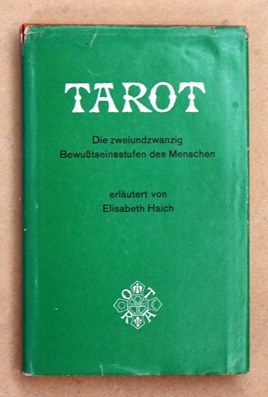 TAROT
Die zweiundzwanzig
Bewußtseinsstufen des Menschen
erläutert von
Elisabeth Haich
O T
R A